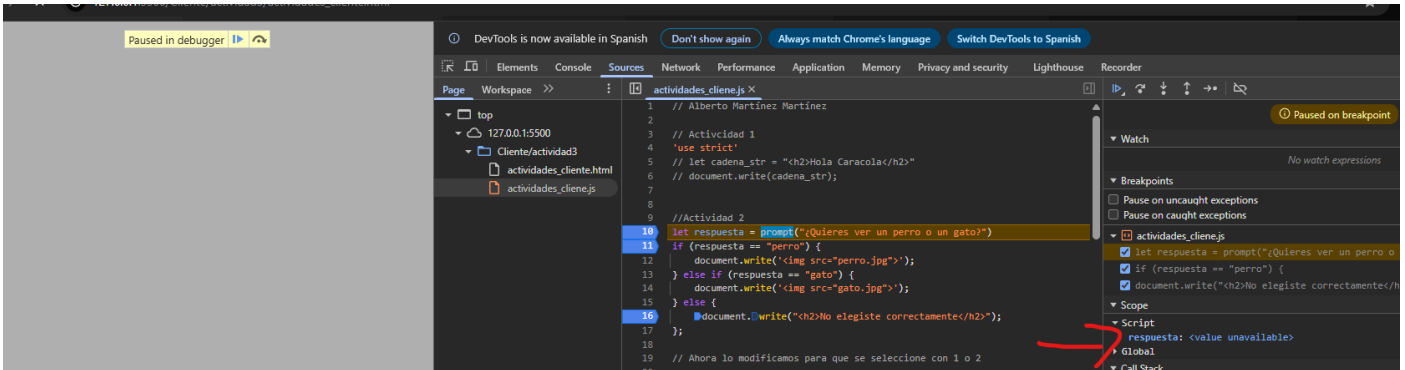 Paused in debugger
DevTools is now available in Spanish Don't show again Always match Chrome's language Switch DevTools to Spanish
Elements Console Sources Network Performance Application Memory Privacy and security Lighthouse Recorder
Page Workspace
actividades_cliene.js ×
top
127.0.0.1:5500
Cliente/actividad3
actividades_cliente.html
actividades_cliene.js
1 // Alberto Martínez Martínez
2
3 // Activcidad 1
4 'use strict'
5 // let cadena_str = "<h2>Hola Caracola</h2>"
6 // document.write(cadena_str);
7
8
9 //Actividad 2
10 let respuesta = prompt("¿Quieres ver un perro o un gato?")
11 if (respuesta == "perro") {
12 document.write('<img src="perro.jpg">');
13 } else if (respuesta == "gato") {
14 document.write('<img src="gato.jpg">');
15 } else {
16 document.write("<h2>No elegiste correctamente</h2>");
17 };
18
19 // Ahora lo modificamos para que se seleccione con 1 o 2
Paused on breakpoint
Watch
No watch expressions
Breakpoints
Pause on uncaught exceptions
Pause on caught exceptions
actividades_cliene.js
let respuesta = prompt("¿Quieres ver un perro o
if (respuesta == "perro") {
document.write("<h2>No elegiste correctamente</h
Scope
Script
respuesta: <value unavailable>
Global
Call Stack